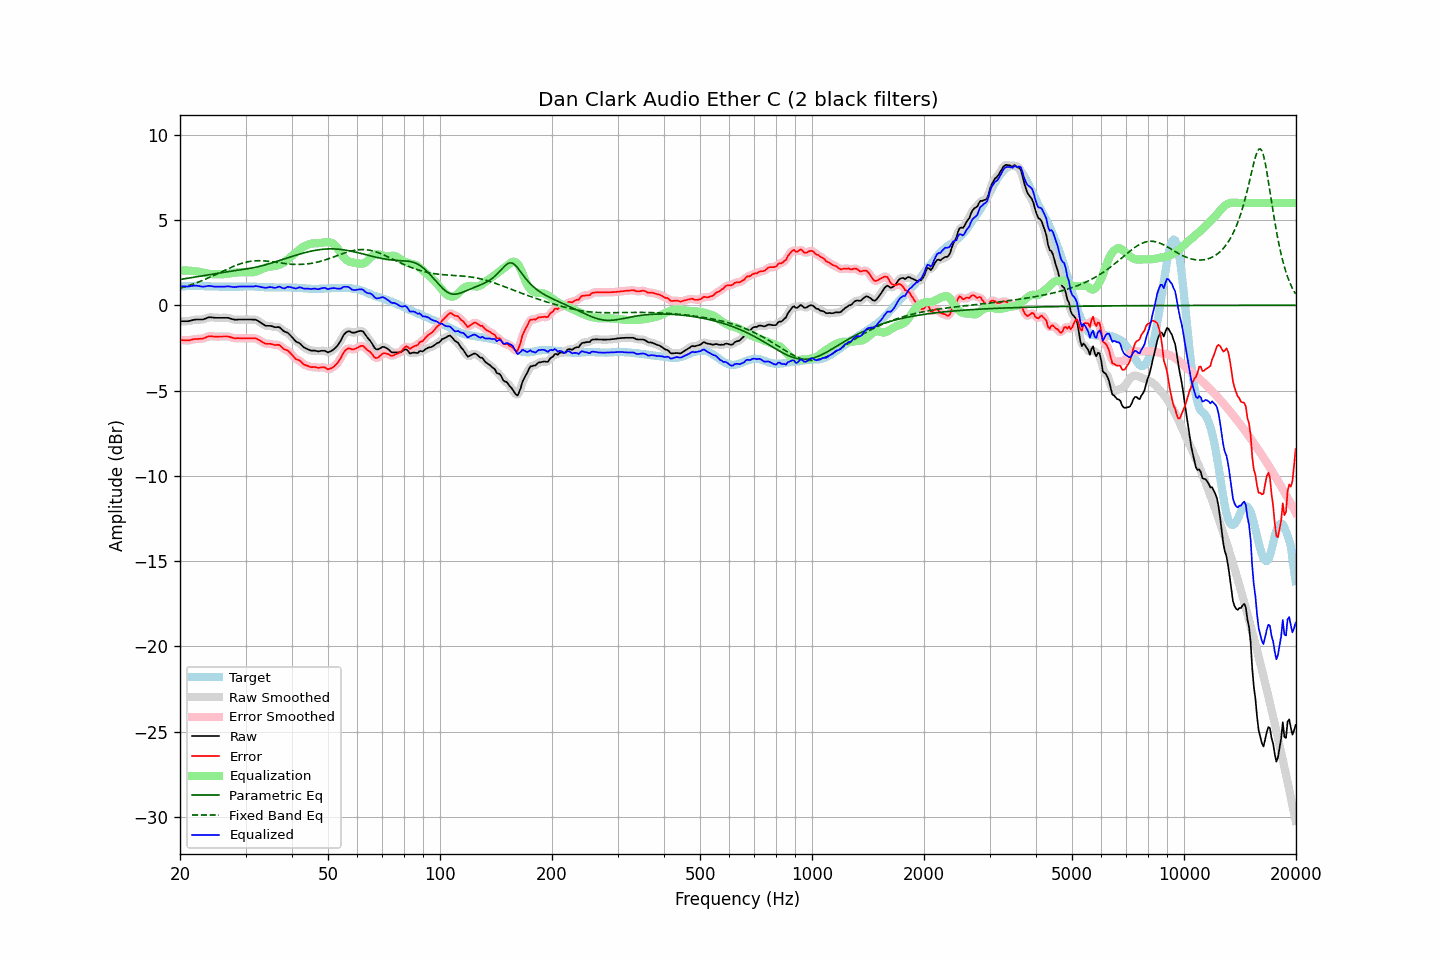 Dan Clark Audio Ether C (2 black filters)
10
5
0
−5
−10
−15
−20
−25
−30
Amplitude (dBr)
Target
Raw Smoothed
Error Smoothed
Raw
Error
Equalization
Parametric Eq
Fixed Band Eq
Equalized
20 50 100 200 500 1000 2000 5000 10000 20000
Frequency (Hz)